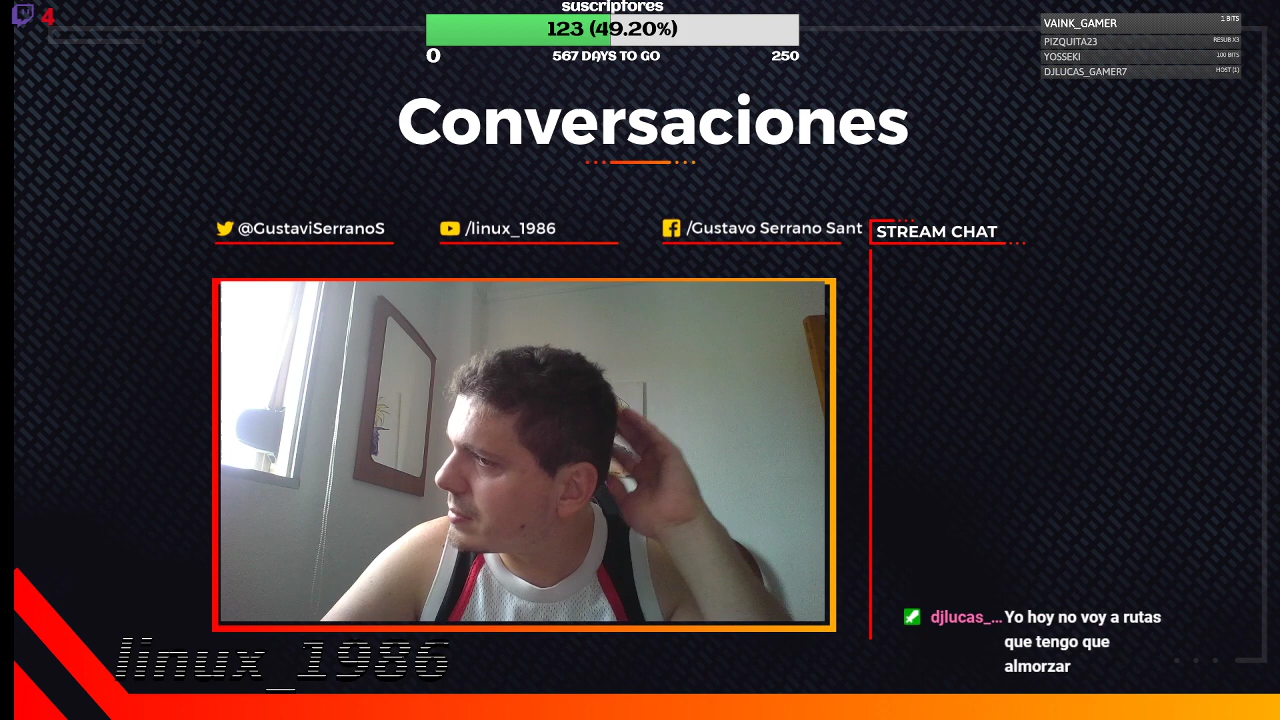 4
suscriptores
123 (49.20%)
0
567 DAYS TO GO
250
VAINK_GAMER
1 BITS
PIZQUITA23
RESUB X3
YOSSEKI
100 BITS
DJLUCAS_GAMER7
HOST (1)
Conversaciones
@GustaviSerranoS
/linux_1986
/Gustavo Serrano Sant
STREAM CHAT
djlucas_... Yo hoy no voy a rutas
que tengo que
almorzar
linux_1986